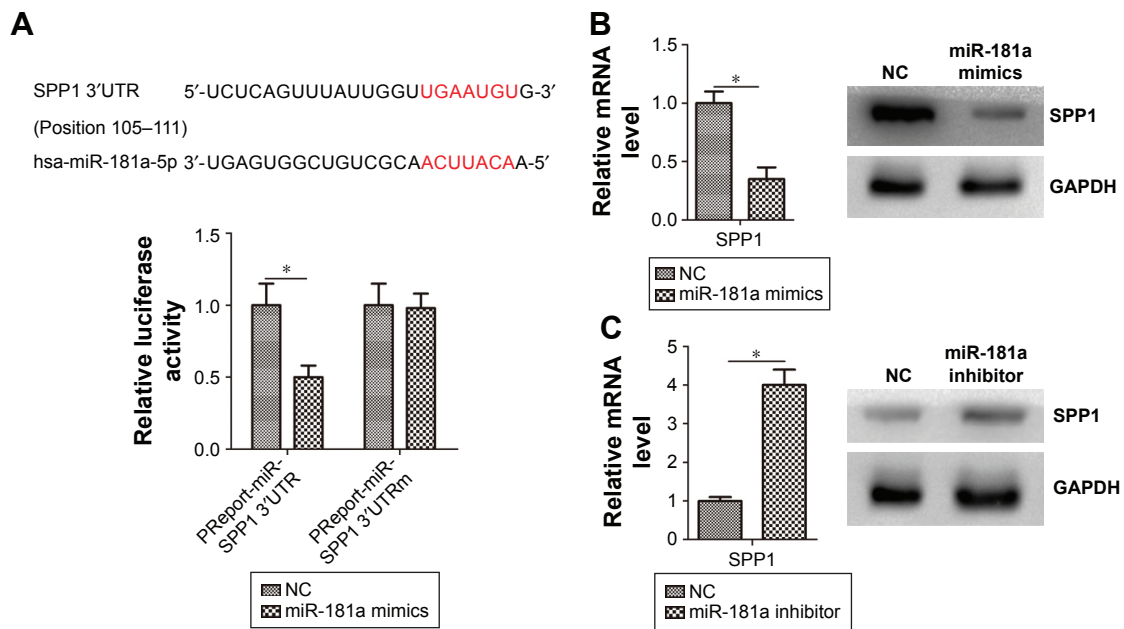 A
SPP1 3′UTR 5′-UCUCAGUUUAUUGGUUGAAUGUG-3′
(Position 105–111)
hsa-miR-181a-5p 3′-UGAGUGGCUGUCGCAACUUACAA-5′
Relative luciferase
activity
1.5
1.0
0.5
0.0
*
PReport-miR-
SPP1 3′UTR
PReport-miR-
SPP1 3′UTRm
NC
miR-181a mimics
B
Relative mRNA
level
1.5
1.0
0.5
0.0
*
SPP1
NC
miR-181a mimics
NC
miR-181a
mimics
SPP1
GAPDH
C
Relative mRNA
level
5
4
3
2
1
0
*
SPP1
NC
miR-181a inhibitor
NC
miR-181a
inhibitor
SPP1
GAPDH